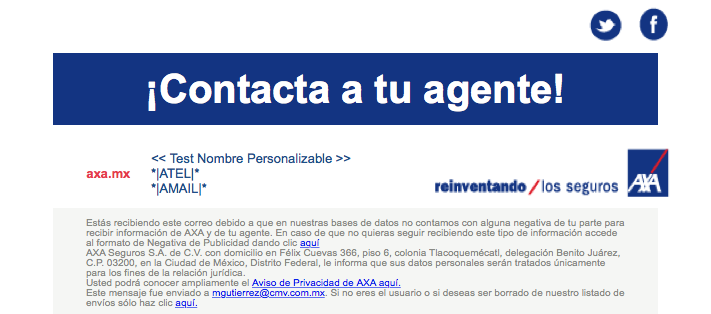 ¡Contacta a tu agente!
<< Test Nombre Personalizable >>
axa.mx
*|ATEL|*
*|AMAIL|*
reinventando / los seguros
AXA
Estás recibiendo este correo debido a que en nuestras bases de datos no contamos con alguna negativa de tu parte para
recibir información de AXA y de tu agente. En caso de que no quieras seguir recibiendo este tipo de información accede
al formato de Negativa de Publicidad dando clic aquí
AXA Seguros S.A. de C.V. con domicilio en Félix Cuevas 366, piso 6, colonia Tlacoquemécatl, delegación Benito Juárez,
C.P. 03200, en la Ciudad de México, Distrito Federal, le informa que sus datos personales serán tratados únicamente
para los fines de la relación jurídica.
Usted podrá conocer ampliamente el Aviso de Privacidad de AXA aquí.
Este mensaje fue enviado a mgutierrez@cmv.com.mx. Si no eres el usuario o si deseas ser borrado de nuestro listado de
envíos sólo haz clic aquí.